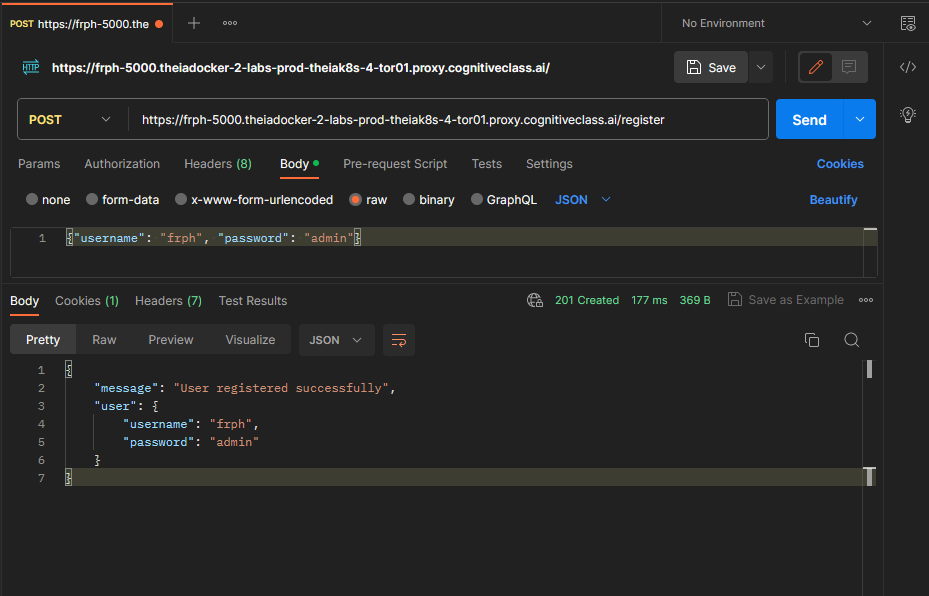 POST https://frph-5000.the
No Environment
HTTP https://frph-5000.theiadocker-2-labs-prod-theiak8s-4-tor01.proxy.cognitiveclass.ai/
Save
POST https://frph-5000.theiadocker-2-labs-prod-theiak8s-4-tor01.proxy.cognitiveclass.ai/register
Send
Params Authorization Headers (8) Body Pre-request Script Tests Settings Cookies
none form-data x-www-form-urlencoded raw binary GraphQL JSON Beautify
1 {"username": "frph", "password": "admin"}
Body Cookies (1) Headers (7) Test Results 201 Created 177 ms 369 B Save as Example
Pretty Raw Preview Visualize JSON
1 {
2 "message": "User registered successfully",
3 "user": {
4 "username": "frph",
5 "password": "admin"
6 }
7 }